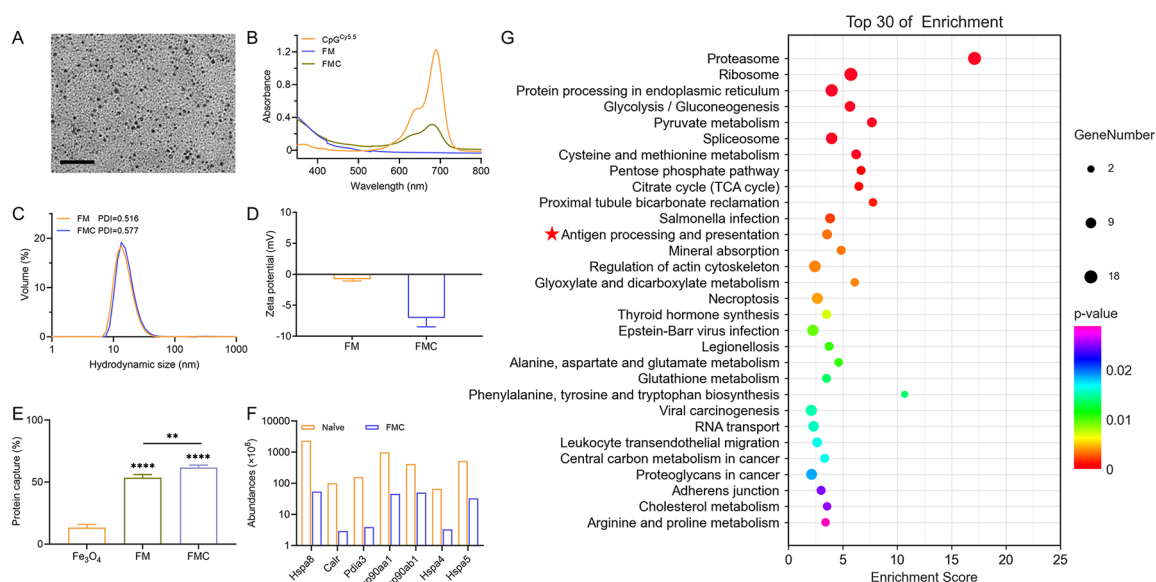 A
B
CpG^Cy5.5
FM
FMC
Absorbance
1.2
0.8
0.4
0
400
500
600
700
800
Wavelength (nm)
C
FM PDI=0.516
FMC PDI=0.577
Volume (%)
20
10
0
1
10
100
1000
Hydrodynamic size (nm)
D
Zeta potential (mV)
10
5
0
-5
-10
FM
FMC
E
Protein capture (%)
100
50
0
**
****
****
Fe₃O₄
FM
FMC
F
Naïve
FMC
Abundances (×10⁸)
10000
1000
100
10
1
Hspa8
Calr
Pdia3
Hspa4
Hspa5
G
Top 30 of Enrichment
Proteasome
Ribosome
Protein processing in endoplasmic reticulum
Glycolysis / Gluconeogenesis
Pyruvate metabolism
Spliceosome
Cysteine and methionine metabolism
Pentose phosphate pathway
Citrate cycle (TCA cycle)
Proximal tubule bicarbonate reclamation
Salmonella infection
Antigen processing and presentation
Mineral absorption
Regulation of actin cytoskeleton
Glyoxylate and dicarboxylate metabolism
Necroptosis
Thyroid hormone synthesis
Epstein-Barr virus infection
Legionellosis
Alanine, aspartate and glutamate metabolism
Glutathione metabolism
Phenylalanine, tyrosine and tryptophan biosynthesis
Viral carcinogenesis
RNA transport
Leukocyte transendothelial migration
Central carbon metabolism in cancer
Proteoglycans in cancer
Adherens junction
Cholesterol metabolism
Arginine and proline metabolism
0
5
10
15
20
25
Enrichment Score
GeneNumber
2
9
18
p-value
0.02
0.01
0